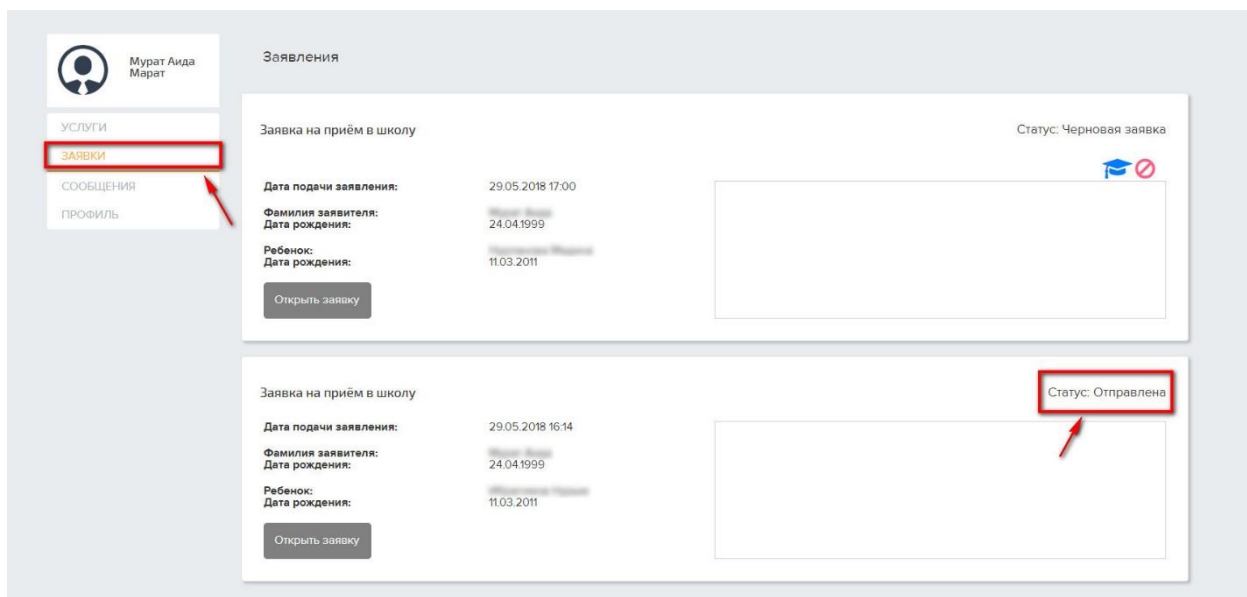 Мурат Аида
Марат
Заявления
УСЛУГИ
ЗАЯВКИ
СООБЩЕНИЯ
ПРОФИЛЬ
Заявка на приём в школу
Статус: Черновая заявка
Дата подачи заявления: 29.05.2018 17:00
Фамилия заявителя:
Дата рождения: 24.04.1999
Ребенок:
Дата рождения: 11.03.2011
Открыть заявку
Заявка на приём в школу
Статус: Отправлена
Дата подачи заявления: 29.05.2018 16:14
Фамилия заявителя:
Дата рождения: 24.04.1999
Ребенок:
Дата рождения: 11.03.2011
Открыть заявку